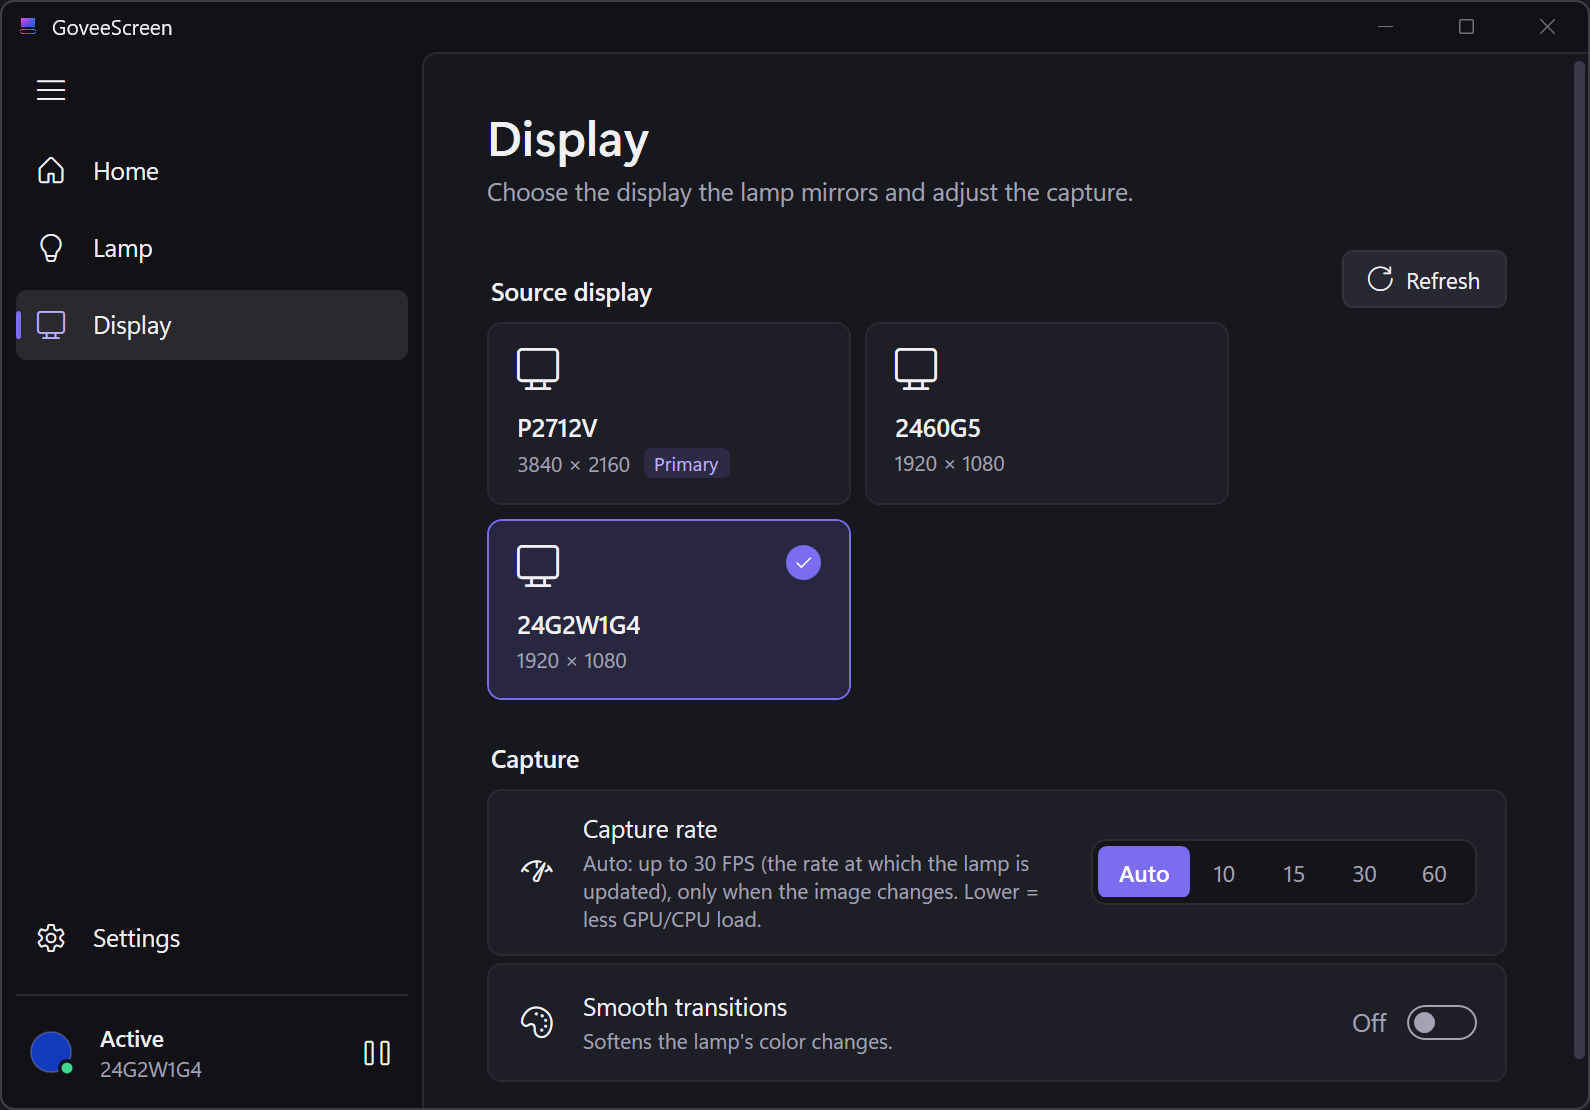 GoveeScreen
Home
Lamp
Display
Settings
Active
24G2W1G4
Display
Choose the display the lamp mirrors and adjust the capture.
Source display
Refresh
P2712V
3840 × 2160 Primary
2460G5
1920 × 1080
24G2W1G4
1920 × 1080
Capture
Capture rate
Auto: up to 30 FPS (the rate at which the lamp is
updated), only when the image changes. Lower =
less GPU/CPU load.
Auto 10 15 30 60
Smooth transitions
Softens the lamp's color changes.
Off